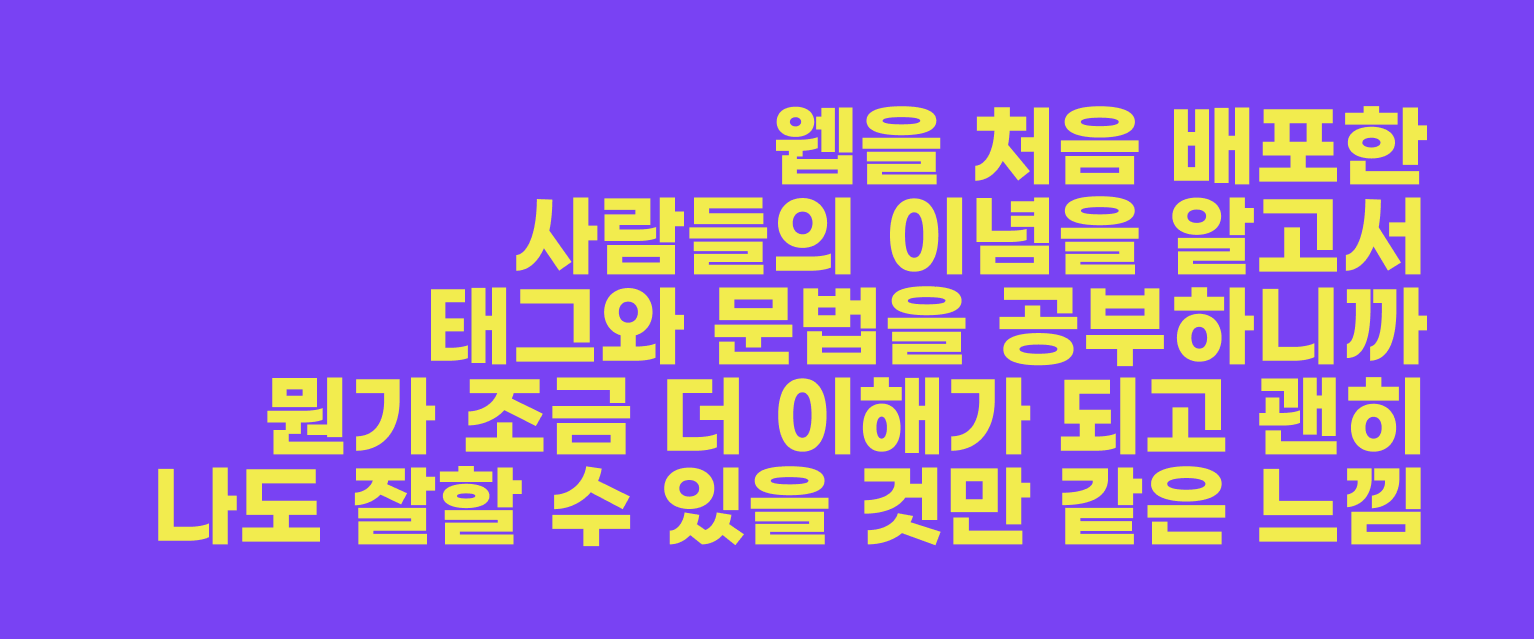 웹을 처음 배포한
사람들의 이념을 알고서
태그와 문법을 공부하니까
뭔가 조금 더 이해가 되고 괜히
나도 잘할 수 있을 것만 같은 느낌